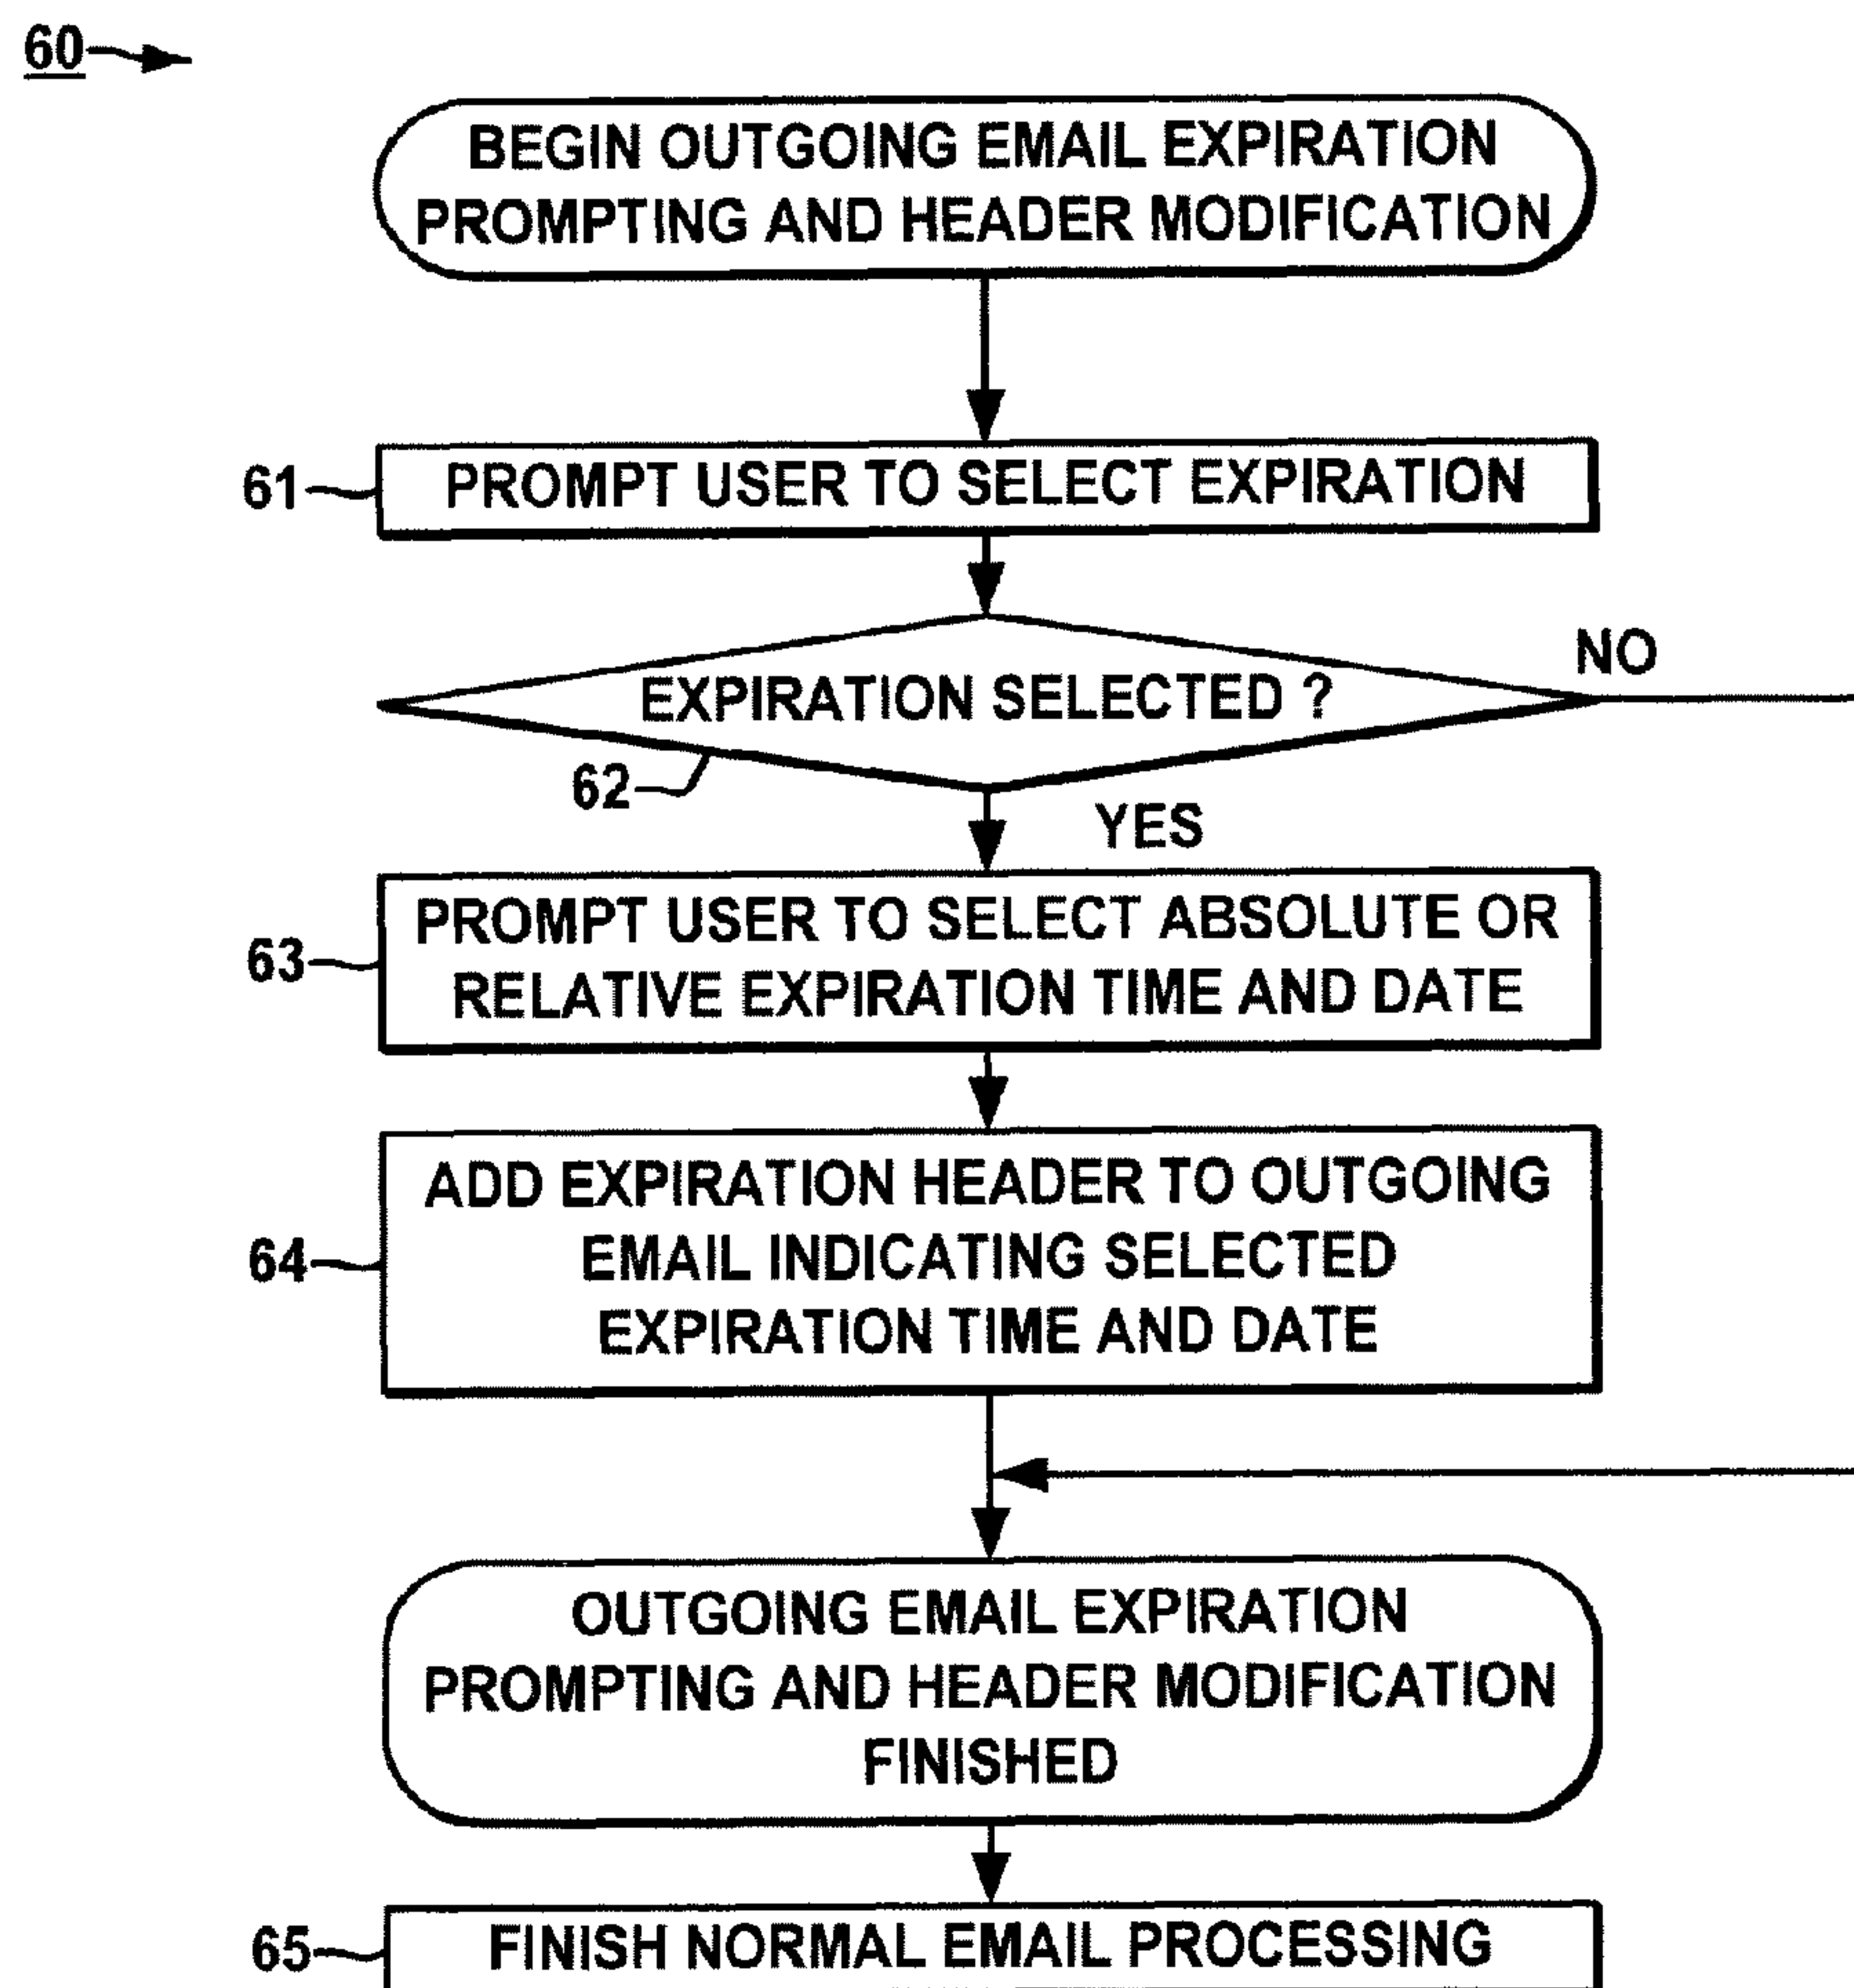 60
BEGIN OUTGOING EMAIL EXPIRATION
PROMPTING AND HEADER MODIFICATION
61
PROMPT USER TO SELECT EXPIRATION
NO
EXPIRATION SELECTED ?
62
YES
63
PROMPT USER TO SELECT ABSOLUTE OR
RELATIVE EXPIRATION TIME AND DATE
64
ADD EXPIRATION HEADER TO OUTGOING
EMAIL INDICATING SELECTED
EXPIRATION TIME AND DATE
OUTGOING EMAIL EXPIRATION
PROMPTING AND HEADER MODIFICATION
FINISHED
65
FINISH NORMAL EMAIL PROCESSING